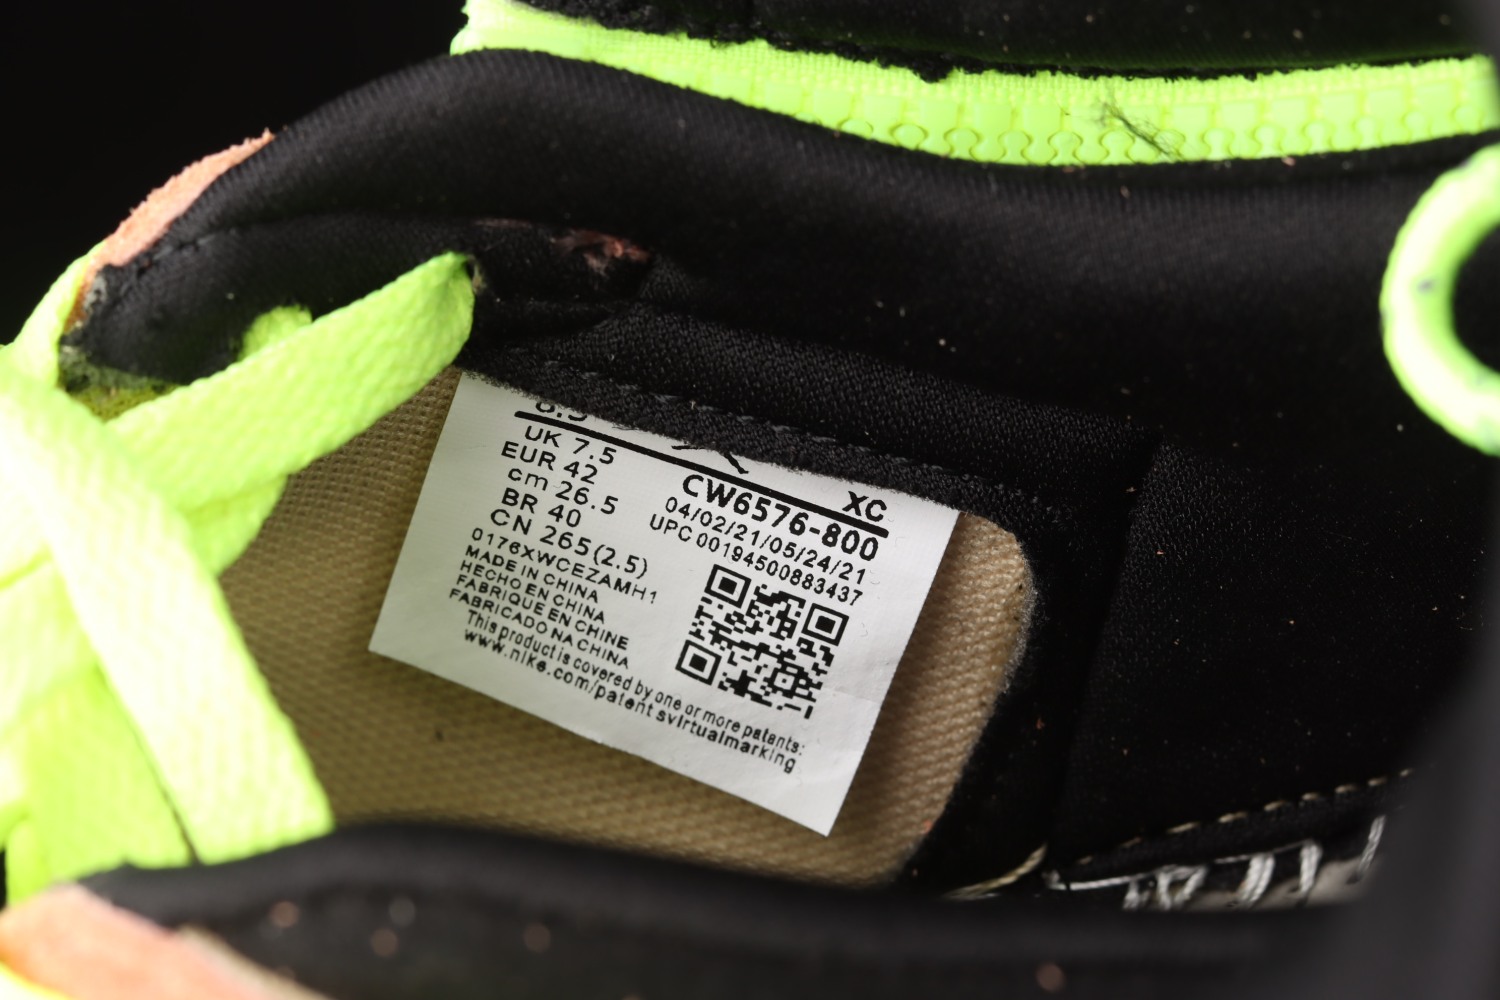 8.5
UK 7.5
EUR 42
cm 26.5
BR 40
CN 265(2.5)
0176XWCEZAMH1
MADE IN CHINA
HECHO EN CHINA
FABRIQUE EN CHINE
FABRICADO NA CHINA
This product is covered by one or more patents:
www.nike.com/patent svirtualmarking
XC
CW6576-800
04/02/21/05/24/21
UPC 00194500883437